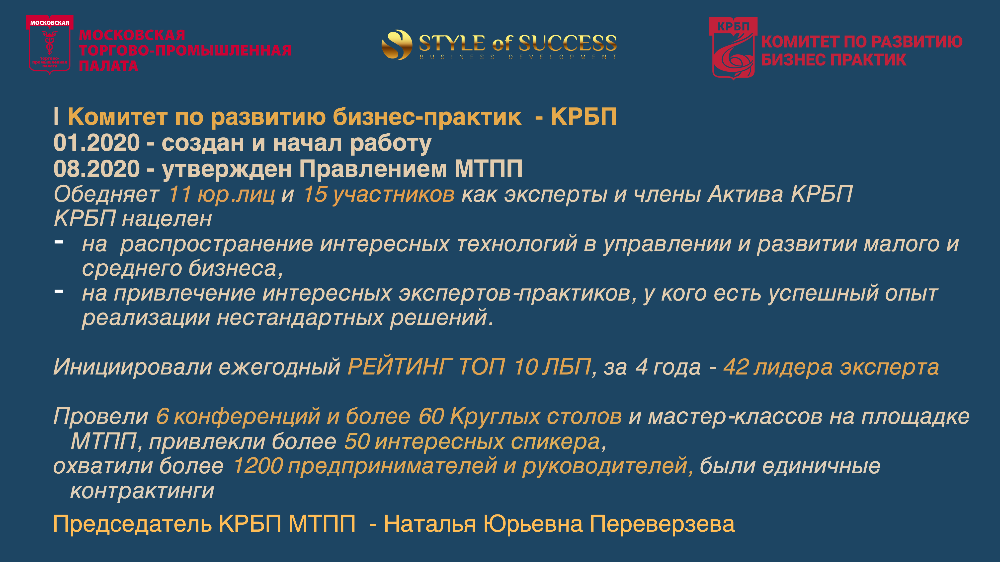 МОСКОВСКАЯ
торгово-
промышленная
палата
МОСКОВСКАЯ
ТОРГОВО-ПРОМЫШЛЕННАЯ
ПАЛАТА
STYLE of SUCCESS
BUSINESS DEVELOPMENT
КРБП
КОМИТЕТ ПО РАЗВИТИЮ
БИЗНЕС ПРАКТИК
I Комитет по развитию бизнес-практик - КРБП
01.2020 - создан и начал работу
08.2020 - утвержден Правлением МТПП
Обедняет 11 юр.лиц и 15 участников как эксперты и члены Актива КРБП
КРБП нацелен
- на распространение интересных технологий в управлении и развитии малого и
среднего бизнеса,
- на привлечение интересных экспертов-практиков, у кого есть успешный опыт
реализации нестандартных решений.
Инициировали ежегодный РЕЙТИНГ ТОП 10 ЛБП, за 4 года - 42 лидера эксперта
Провели 6 конференций и более 60 Круглых столов и мастер-классов на площадке
МТПП, привлекли более 50 интересных спикера,
охватили более 1200 предпринимателей и руководителей, были единичные
контрактинги
Председатель КРБП МТПП - Наталья Юрьевна Переверзева